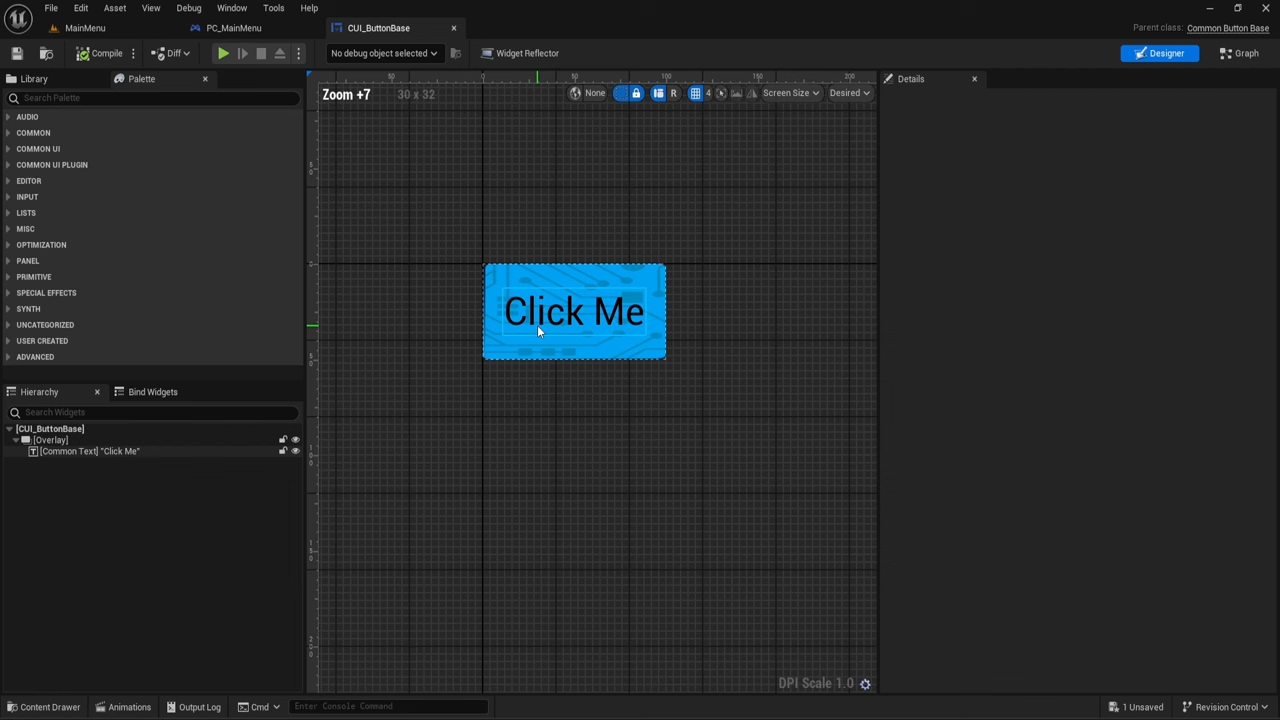 File Edit Asset View Debug Window Tools Help
MainMenu PC_MainMenu CUI_ButtonBase Parent class: Common Button Base
Compile Diff No debug object selected Widget Reflector Designer Graph
Library Palette Details
Search Palette
Zoom +7 30 x 32 None R 4 Screen Size Desired
AUDIO
COMMON
COMMON UI
COMMON UI PLUGIN
EDITOR
INPUT
LISTS
MISC
OPTIMIZATION
PANEL
PRIMITIVE
SPECIAL EFFECTS
SYNTH
UNCATEGORIZED
USER CREATED
ADVANCED
Click Me
Hierarchy Bind Widgets
Search Widgets
[CUI_ButtonBase]
[Overlay]
[Common Text] "Click Me"
DPI Scale 1.0
Content Drawer Animations Output Log Cmd Enter Console Command 1 Unsaved Revision Control